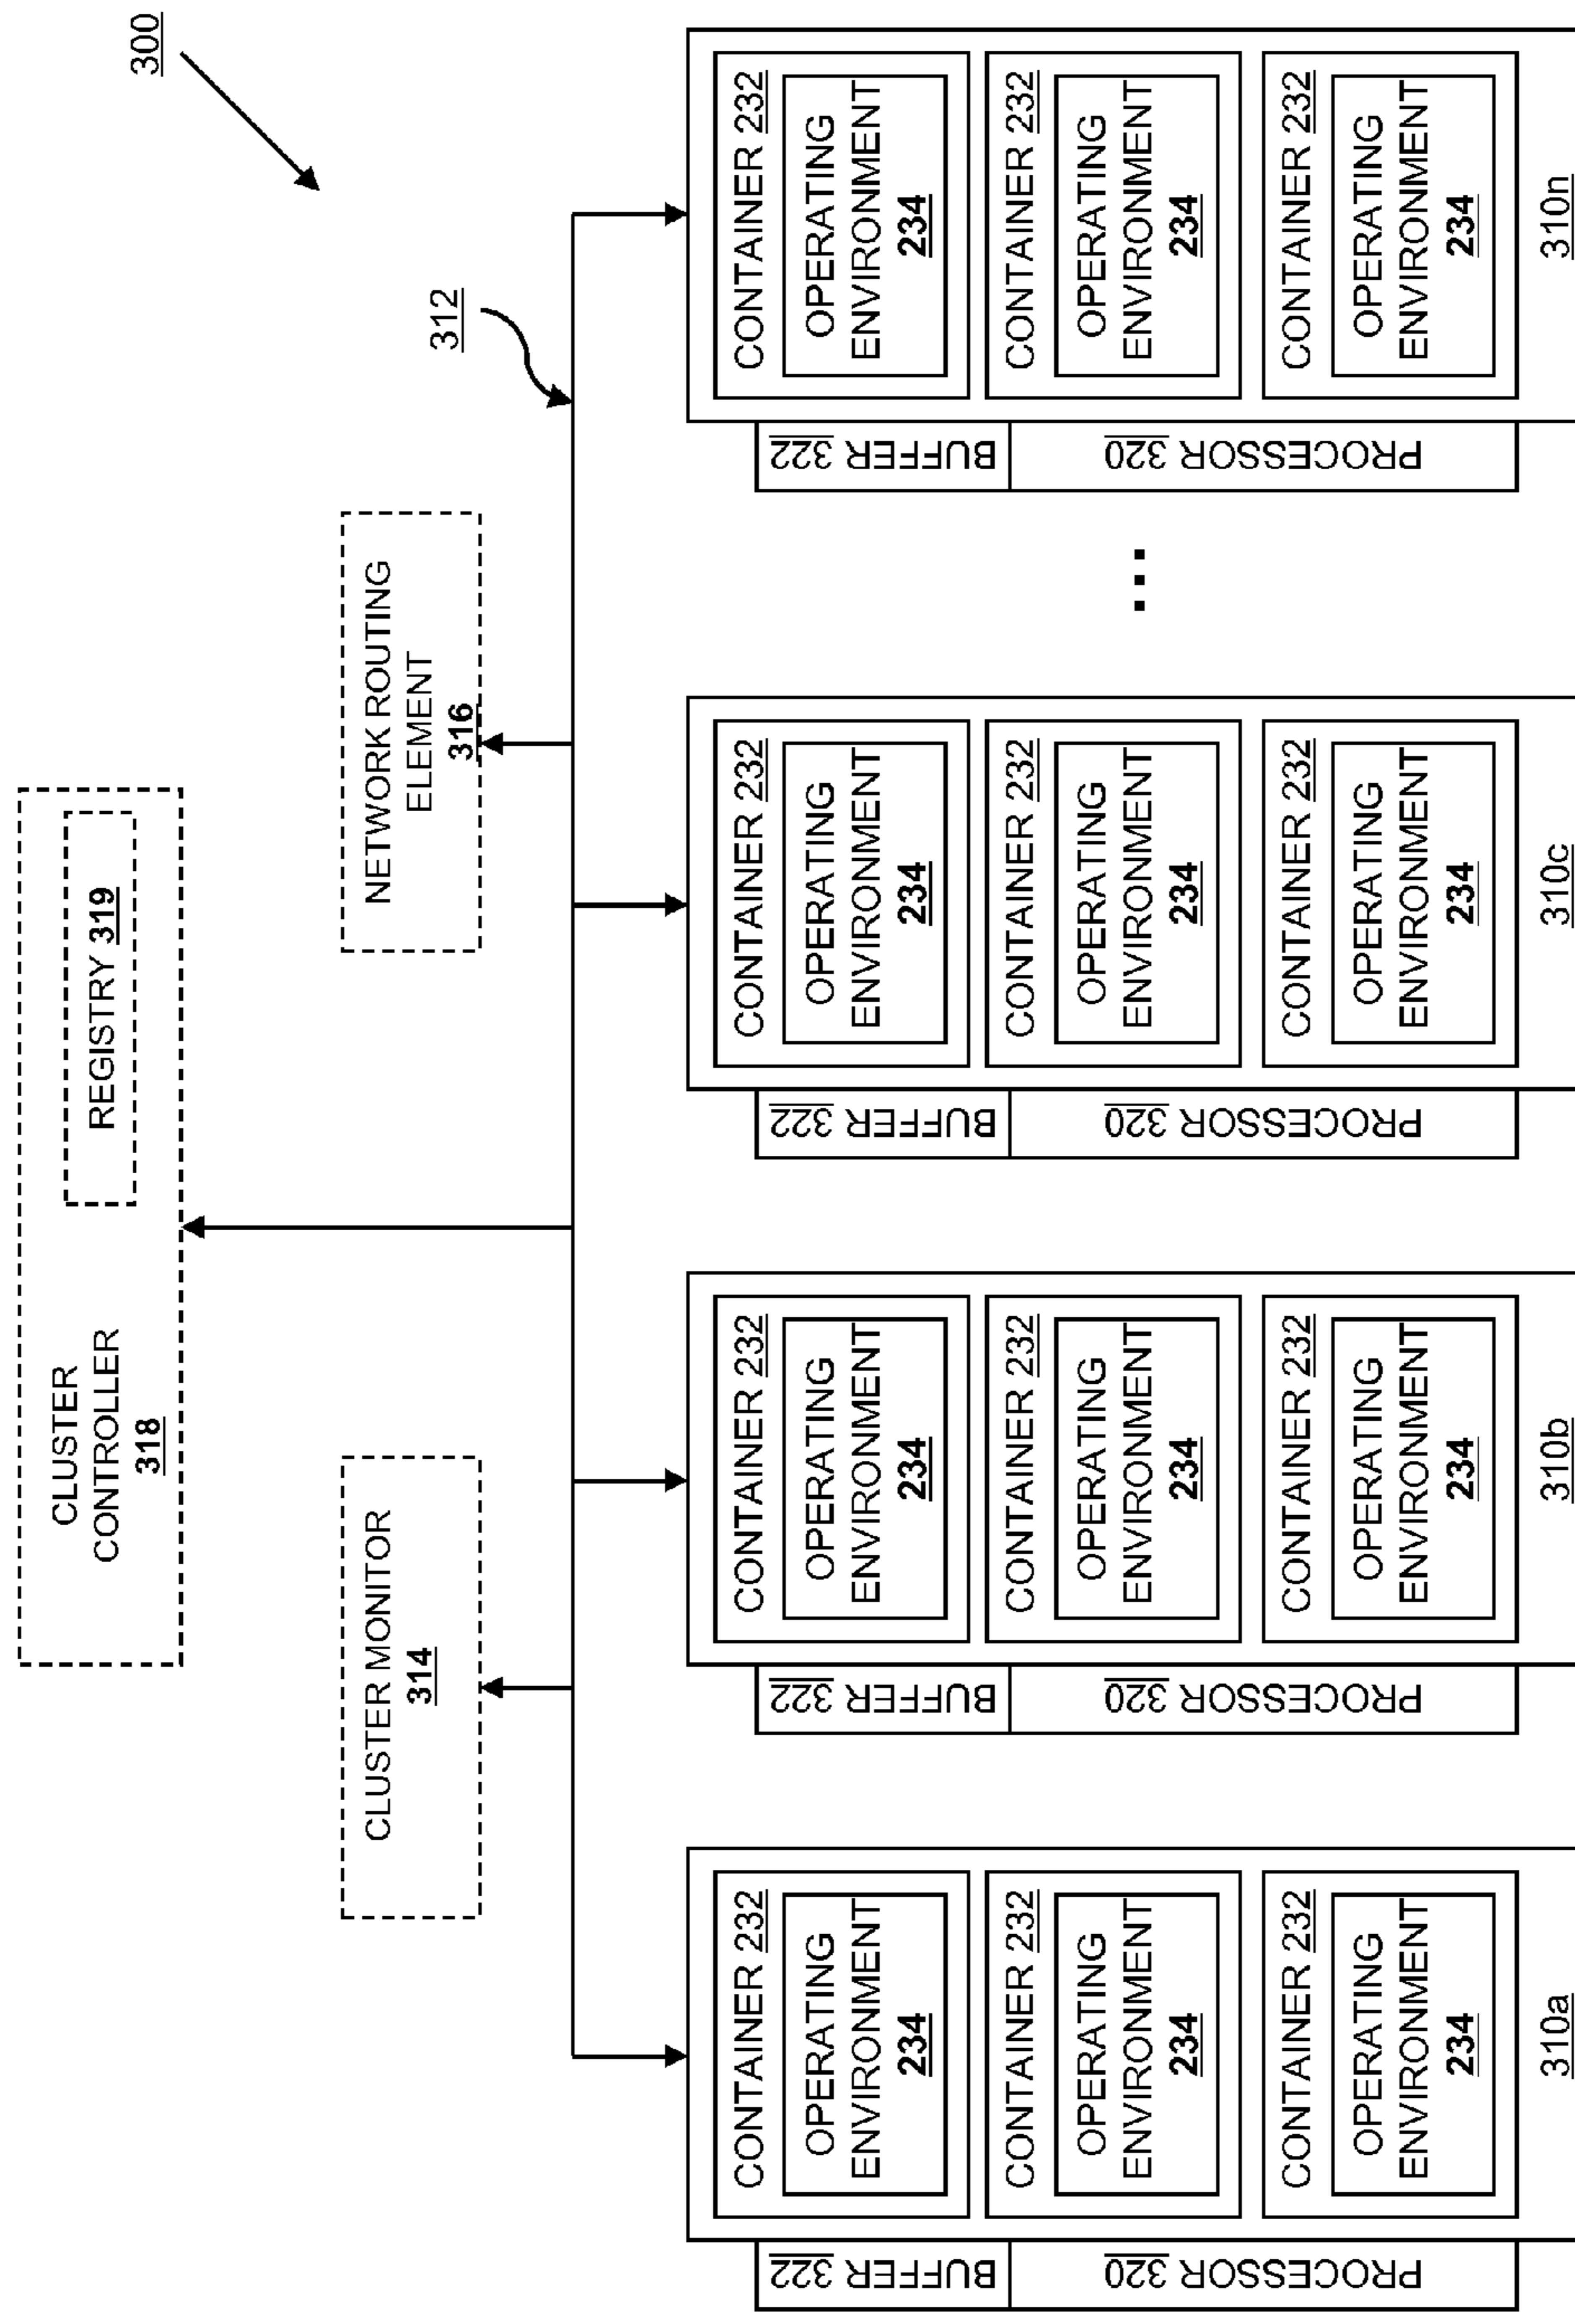 300
CLUSTER
CONTROLLER
318
REGISTRY 319
CLUSTER MONITOR
314
NETWORK ROUTING
ELEMENT
316
312
BUFFER 322
PROCESSOR 320
CONTAINER 232
OPERATING
ENVIRONMENT
234
CONTAINER 232
OPERATING
ENVIRONMENT
234
CONTAINER 232
OPERATING
ENVIRONMENT
234
310a
BUFFER 322
PROCESSOR 320
CONTAINER 232
OPERATING
ENVIRONMENT
234
CONTAINER 232
OPERATING
ENVIRONMENT
234
CONTAINER 232
OPERATING
ENVIRONMENT
234
310b
BUFFER 322
PROCESSOR 320
CONTAINER 232
OPERATING
ENVIRONMENT
234
CONTAINER 232
OPERATING
ENVIRONMENT
234
CONTAINER 232
OPERATING
ENVIRONMENT
234
310c
...
BUFFER 322
PROCESSOR 320
CONTAINER 232
OPERATING
ENVIRONMENT
234
CONTAINER 232
OPERATING
ENVIRONMENT
234
CONTAINER 232
OPERATING
ENVIRONMENT
234
310n